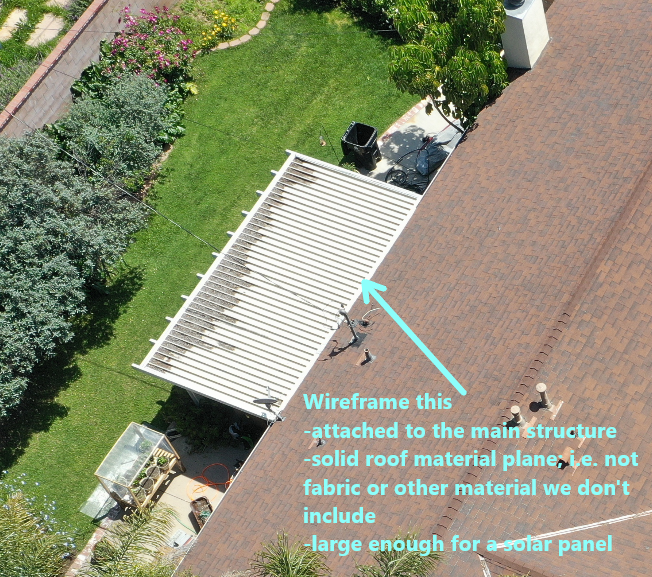 Wireframe this
-attached to the main structure
-solid roof material plane, i.e. not
fabric or other material we don't
include
-large enough for a solar panel